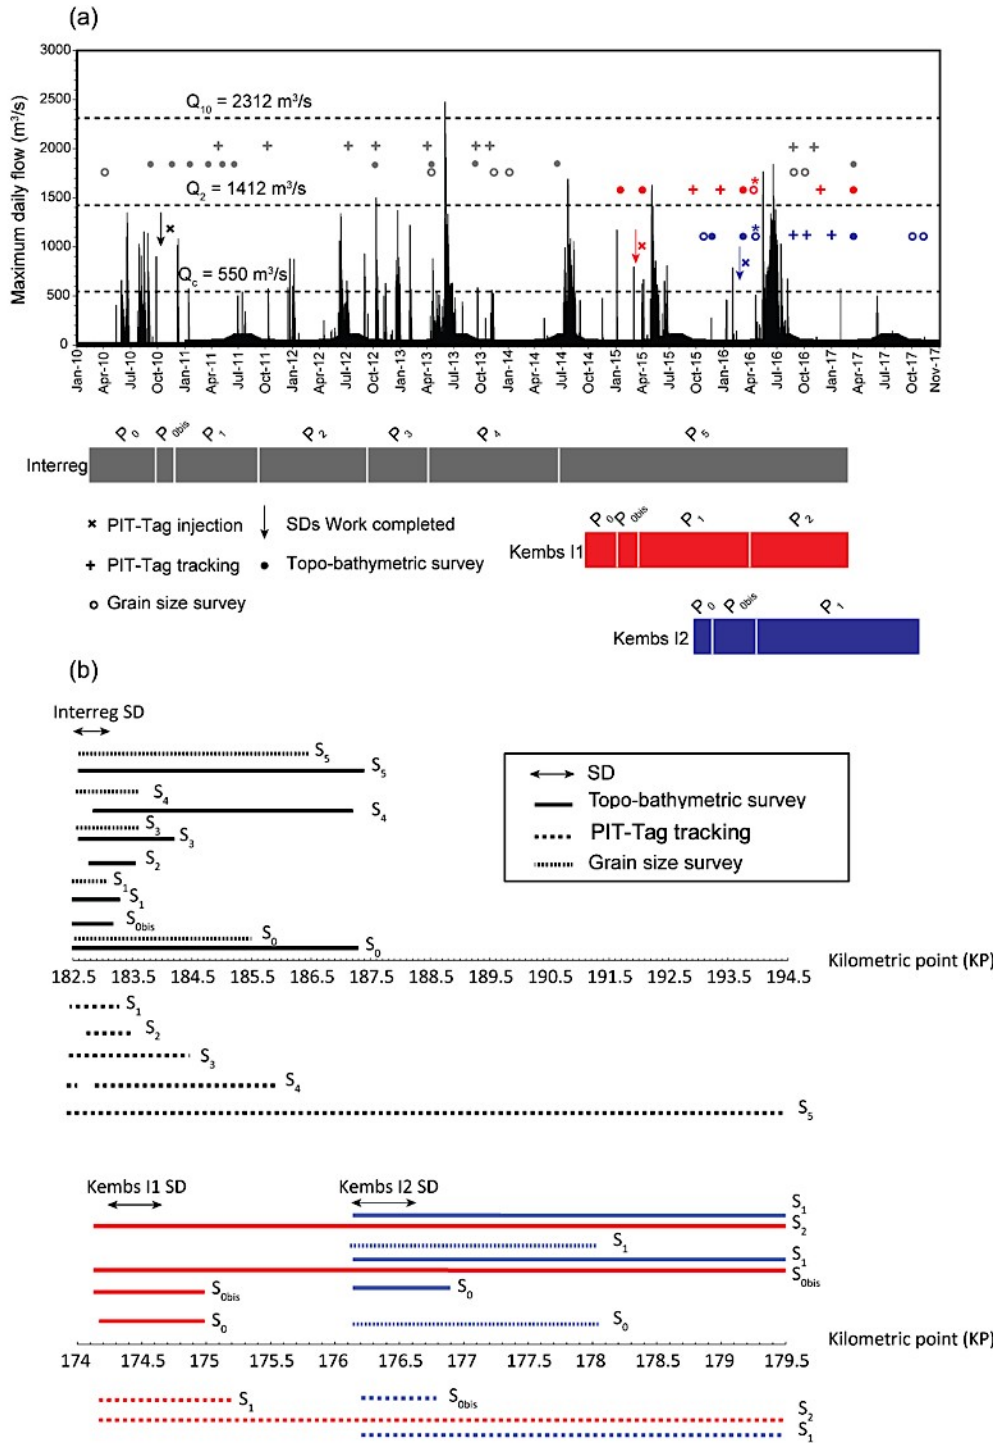 (a)
Maximum daily flow (m³/s)
3000
2500
2000
1500
1000
500
0
Q10 = 2312 m³/s
Q2 = 1412 m³/s
Qc = 550 m³/s
Jan-10 Apr-10 Jul-10 Oct-10 Jan-11 Apr-11 Jul-11 Oct-11 Jan-12 Apr-12 Jul-12 Oct-12 Jan-13 Apr-13 Jul-13 Oct-13 Jan-14 Apr-14 Jul-14 Oct-14 Jan-15 Apr-15 Jul-15 Oct-15 Jan-16 Apr-16 Jul-16 Oct-16 Jan-17 Apr-17 Jul-17 Oct-17 Nov-17
P0 P0bis P1 P2 P3 P4 P5
Interreg
PIT-Tag injection
SDs Work completed
PIT-Tag tracking
Topo-bathymetric survey
Grain size survey
P0 P0bis P1 P2
Kembs I1
P0 P0bis P1
Kembs I2
(b)
Interreg SD
S5
S5
S4
S4
S3
S3
S2
S1
S1
S0bis
S0
S0
SD
Topo-bathymetric survey
PIT-Tag tracking
Grain size survey
182.5 183.5 184.5 185.5 186.5 187.5 188.5 189.5 190.5 191.5 192.5 193.5 194.5
Kilometric point (KP)
S1
S2
S3
S4
S5
Kembs I1 SD
Kembs I2 SD
S1
S2
S1
S1
S0bis
S0bis
S0
S0
S0
174 174.5 175 175.5 176 176.5 177 177.5 178 178.5 179 179.5
Kilometric point (KP)
S1
S0bis
S2
S1